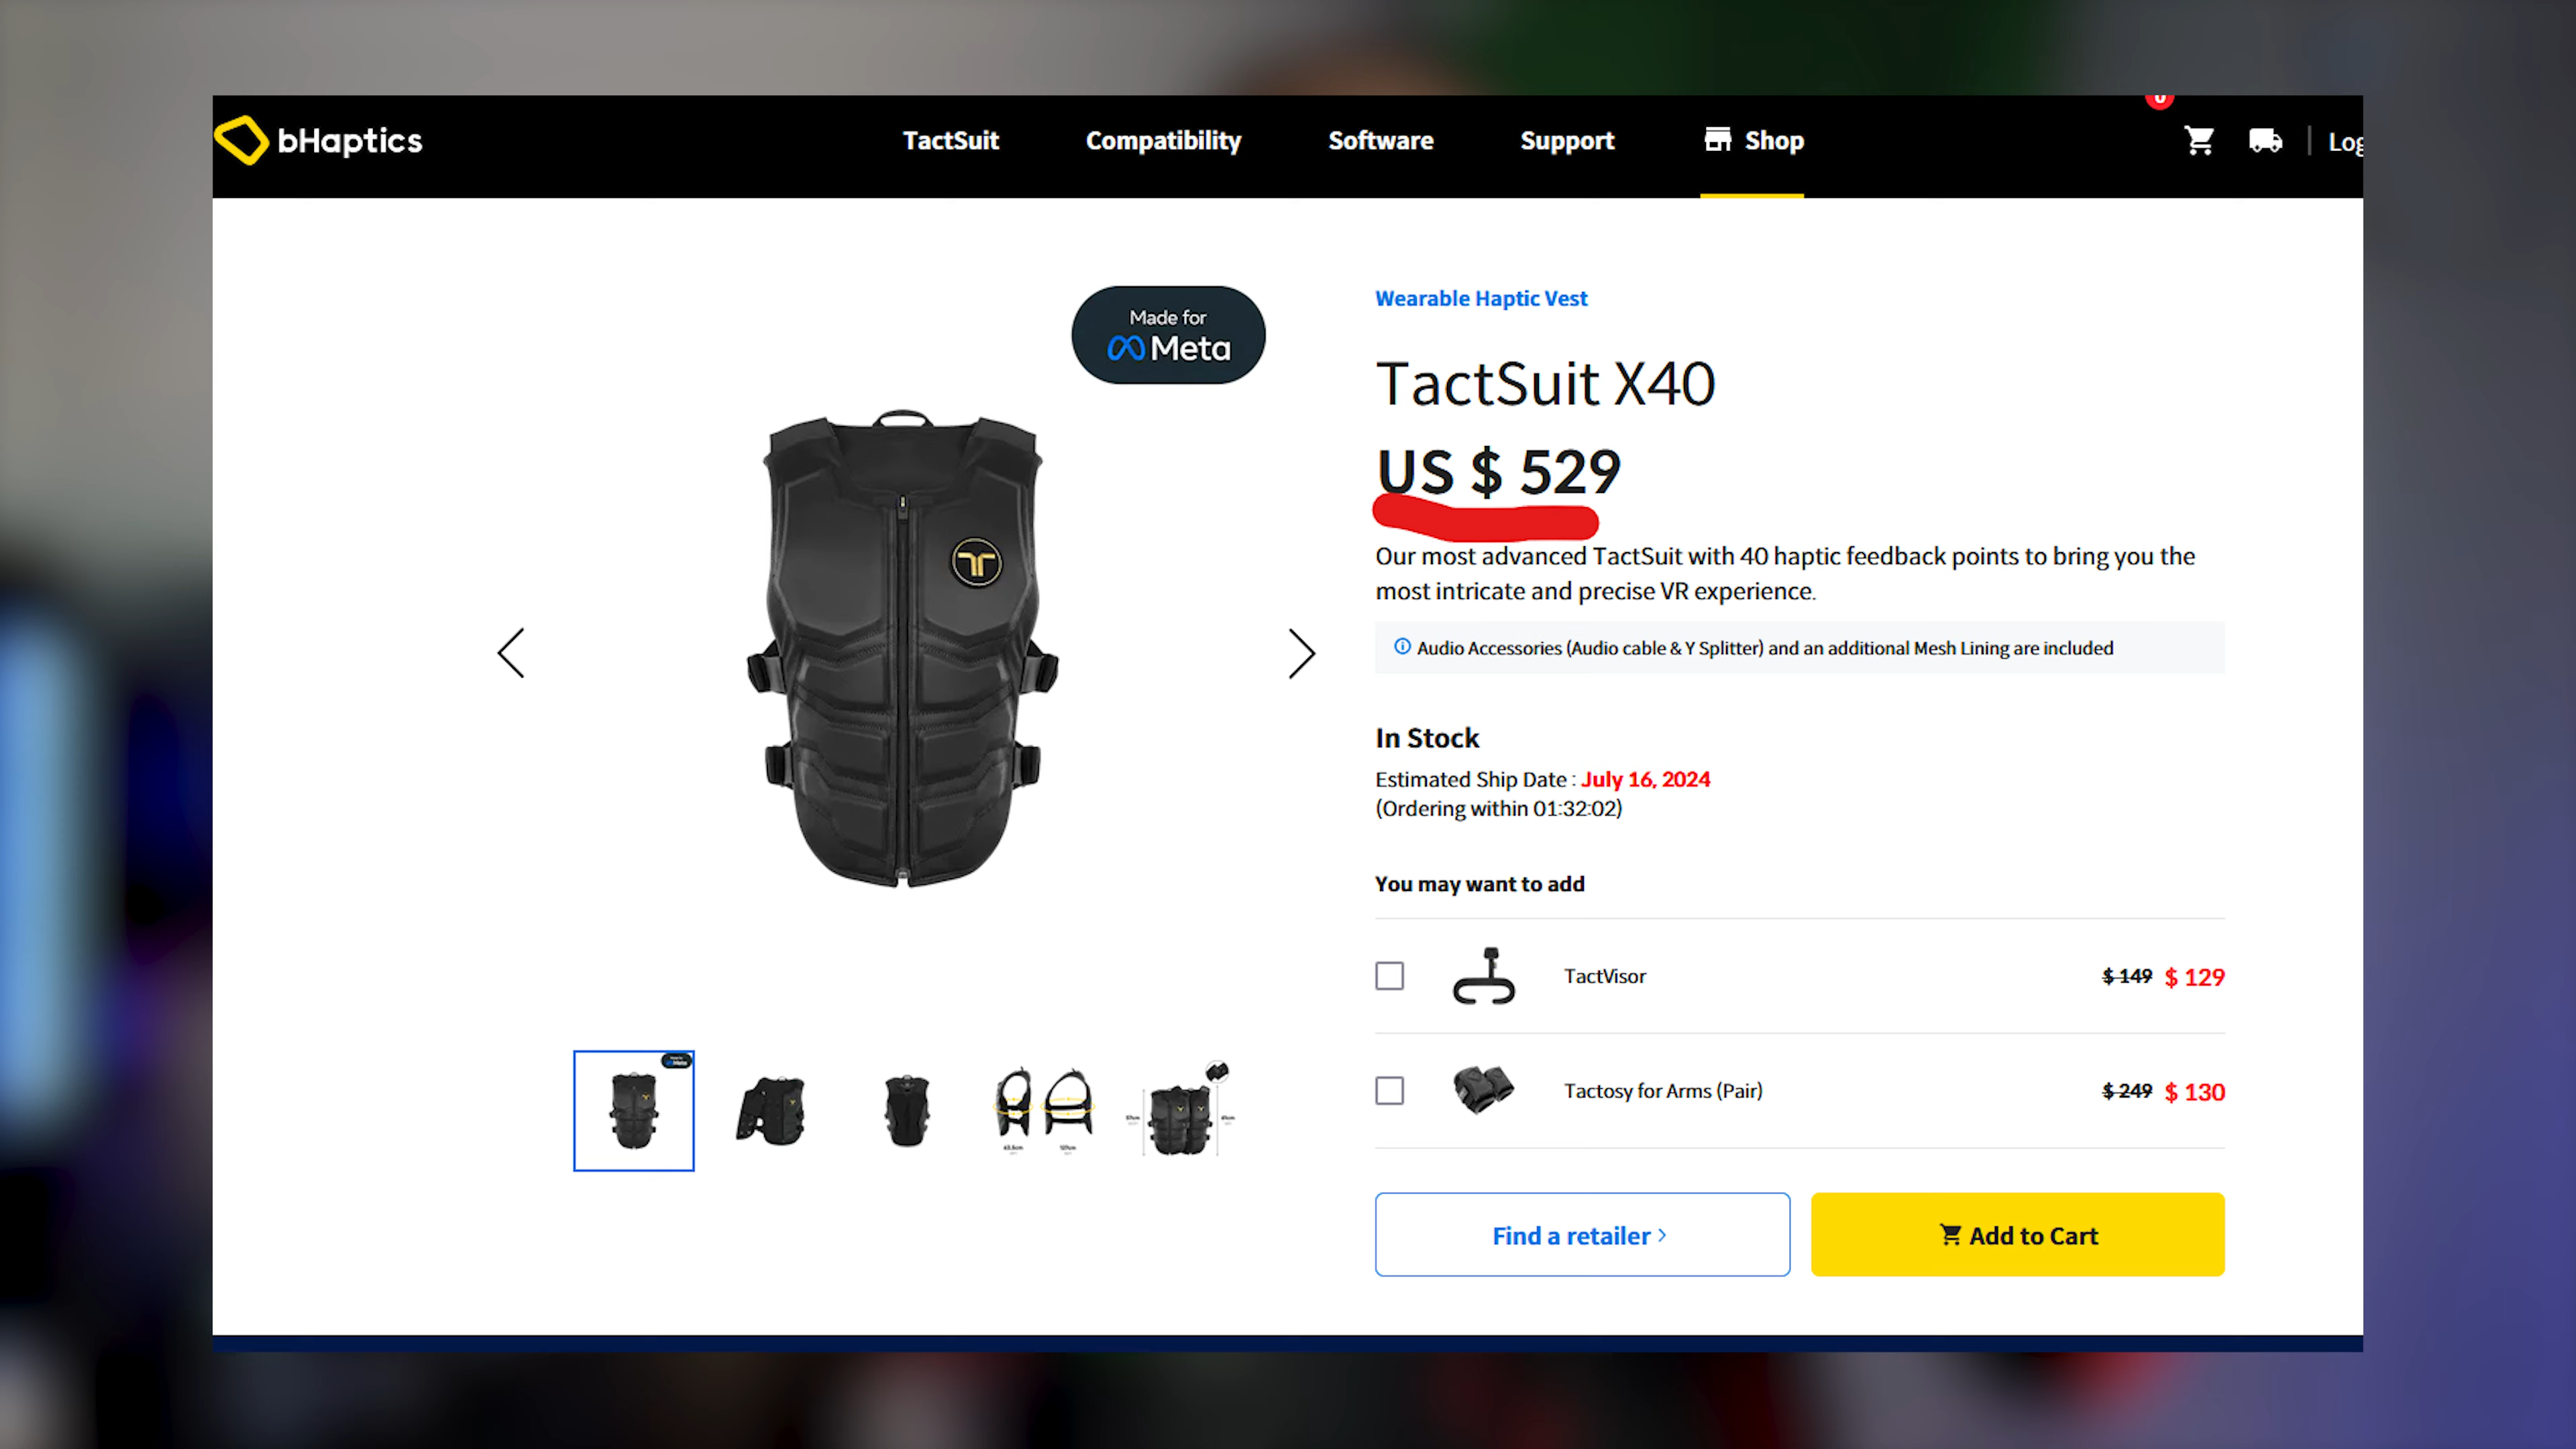 bHaptics
TactSuit
Compatibility
Software
Support
Shop
Made for
Meta
Wearable Haptic Vest
TactSuit X40
US $ 529
Our most advanced TactSuit with 40 haptic feedback points to bring you the
most intricate and precise VR experience.
Audio Accessories (Audio cable & Y Splitter) and an additional Mesh Lining are included
In Stock
Estimated Ship Date : July 16, 2024
(Ordering within 01:32:02)
You may want to add
TactVisor
$ 149 $ 129
Tactosy for Arms (Pair)
$ 249 $ 130
Find a retailer >
Add to Cart